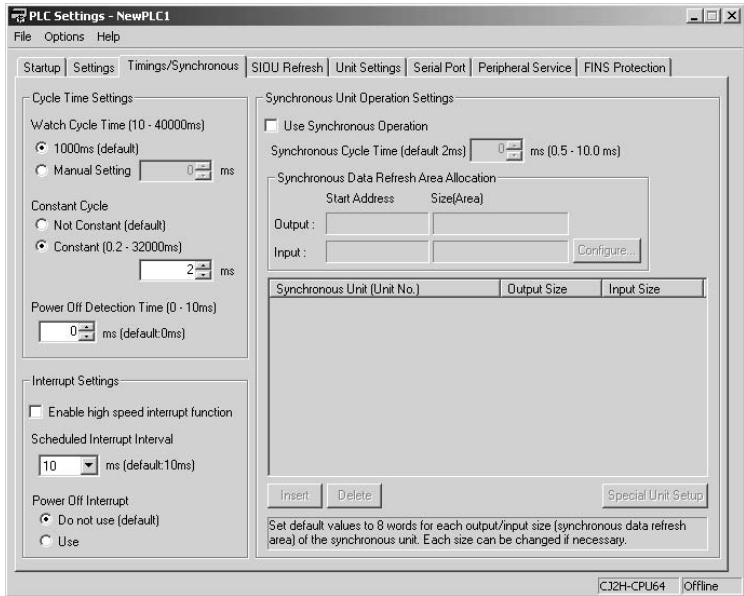 PLC Settings - NewPLC1
File Options Help
Startup Settings Timings/Synchronous SIOU Refresh Unit Settings Serial Port Peripheral Service FINS Protection
Cycle Time Settings
Watch Cycle Time (10 - 40000ms)
1000ms (default)
Manual Setting 0 ms
Constant Cycle
Not Constant (default)
Constant (0.2 - 32000ms)
2 ms
Power Off Detection Time (0 - 10ms)
0 ms (default:0ms)
Interrupt Settings
Enable high speed interrupt function
Scheduled Interrupt Interval
10 ms (default:10ms)
Power Off Interrupt
Do not use (default)
Use
Synchronous Unit Operation Settings
Use Synchronous Operation
Synchronous Cycle Time (default 2ms) 0 ms (0.5 - 10.0 ms)
Synchronous Data Refresh Area Allocation
Start Address Size(Area)
Output :
Input : Configure...
Synchronous Unit (Unit No.) Output Size Input Size
Insert Delete Special Unit Setup
Set default values to 8 words for each output/input size (synchronous data refresh
area) of the synchronous unit. Each size can be changed if necessary.
CJ2H-CPU64 Offline